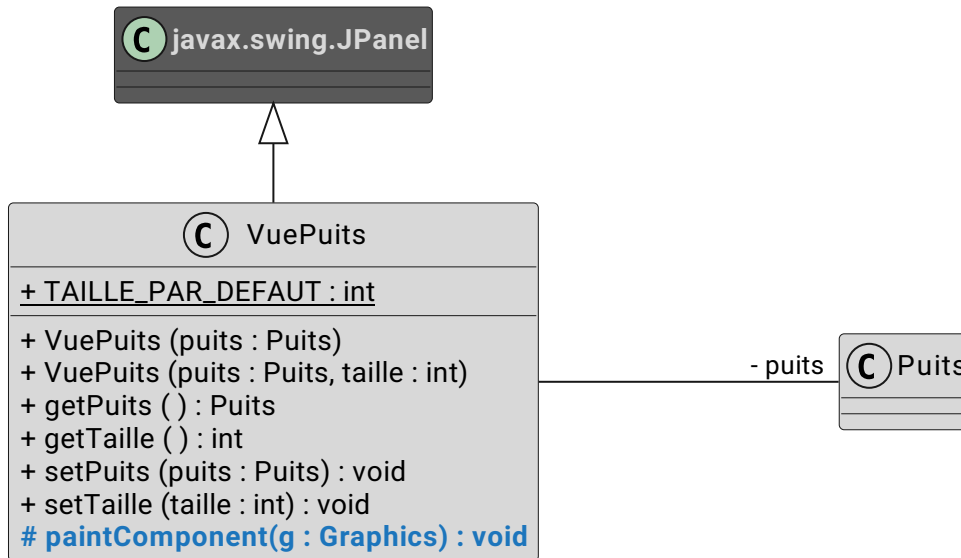 C javax.swing.JPanel
C VuePuits
+ TAILLE_PAR_DEFAUT : int
+ VuePuits (puits : Puits)
+ VuePuits (puits : Puits, taille : int)
+ getPuits ( ) : Puits
+ getTaille ( ) : int
+ setPuits (puits : Puits) : void
+ setTaille (taille : int) : void
# paintComponent(g : Graphics) : void
- puits
C Puits